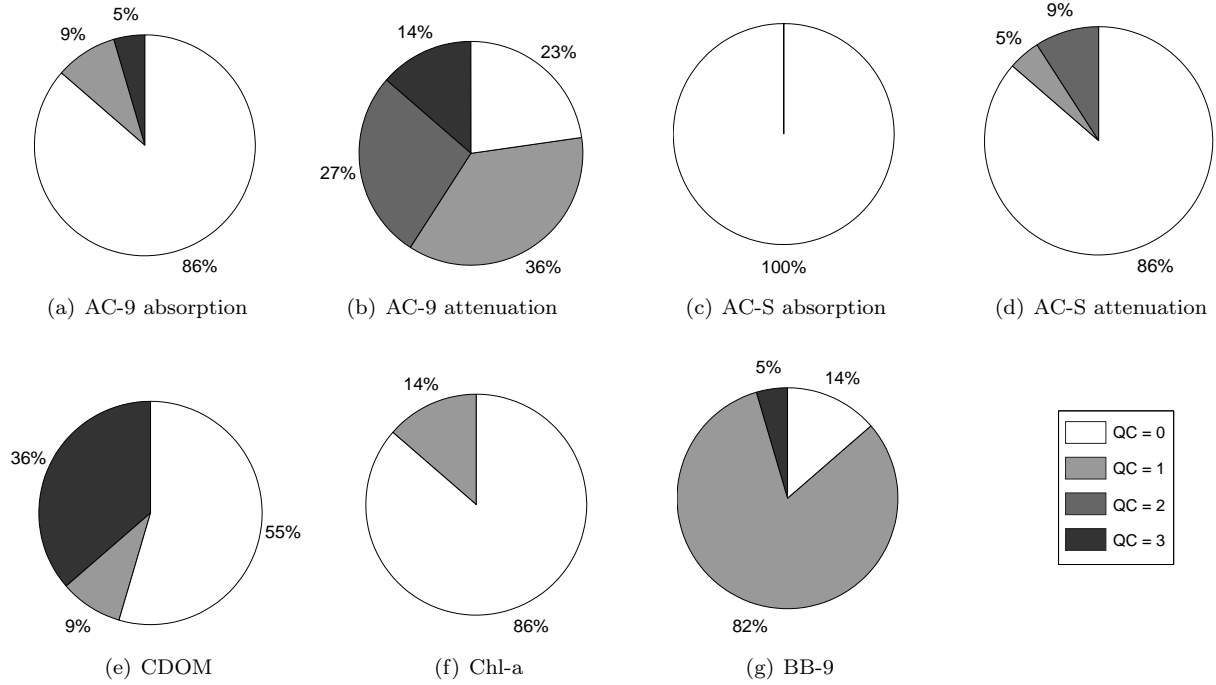 5%
9%
86%
(a) AC-9 absorption
14%
23%
27%
36%
(b) AC-9 attenuation
100%
(c) AC-S absorption
9%
5%
86%
(d) AC-S attenuation
36%
55%
9%
(e) CDOM
14%
86%
(f) Chl-a
5%
14%
82%
(g) BB-9
QC = 0
QC = 1
QC = 2
QC = 3